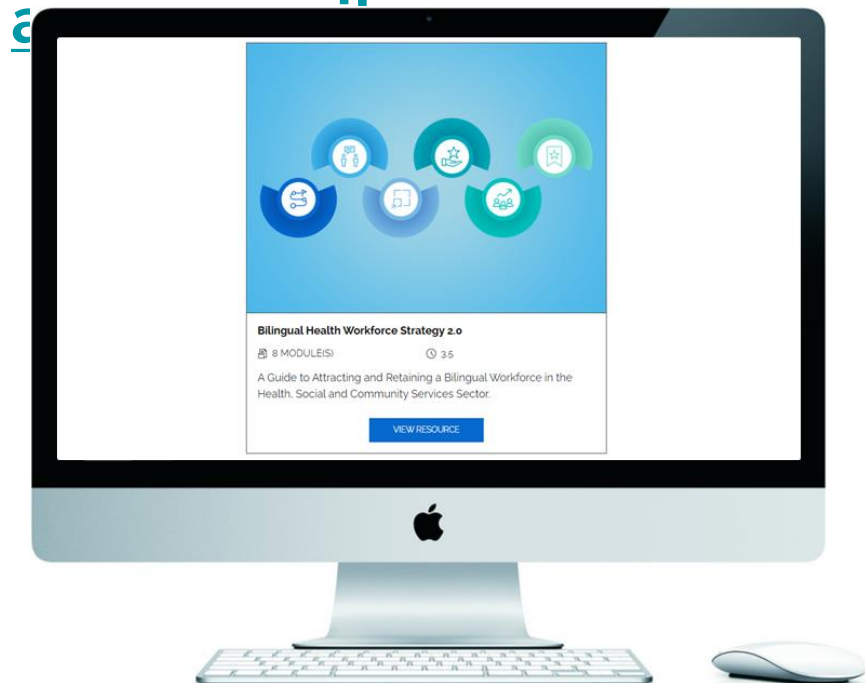 a
Bilingual Health Workforce Strategy 2.0
8 MODULE(S) 3.5
A Guide to Attracting and Retaining a Bilingual Workforce in the
Health, Social and Community Services Sector.
VIEW RESOURCE